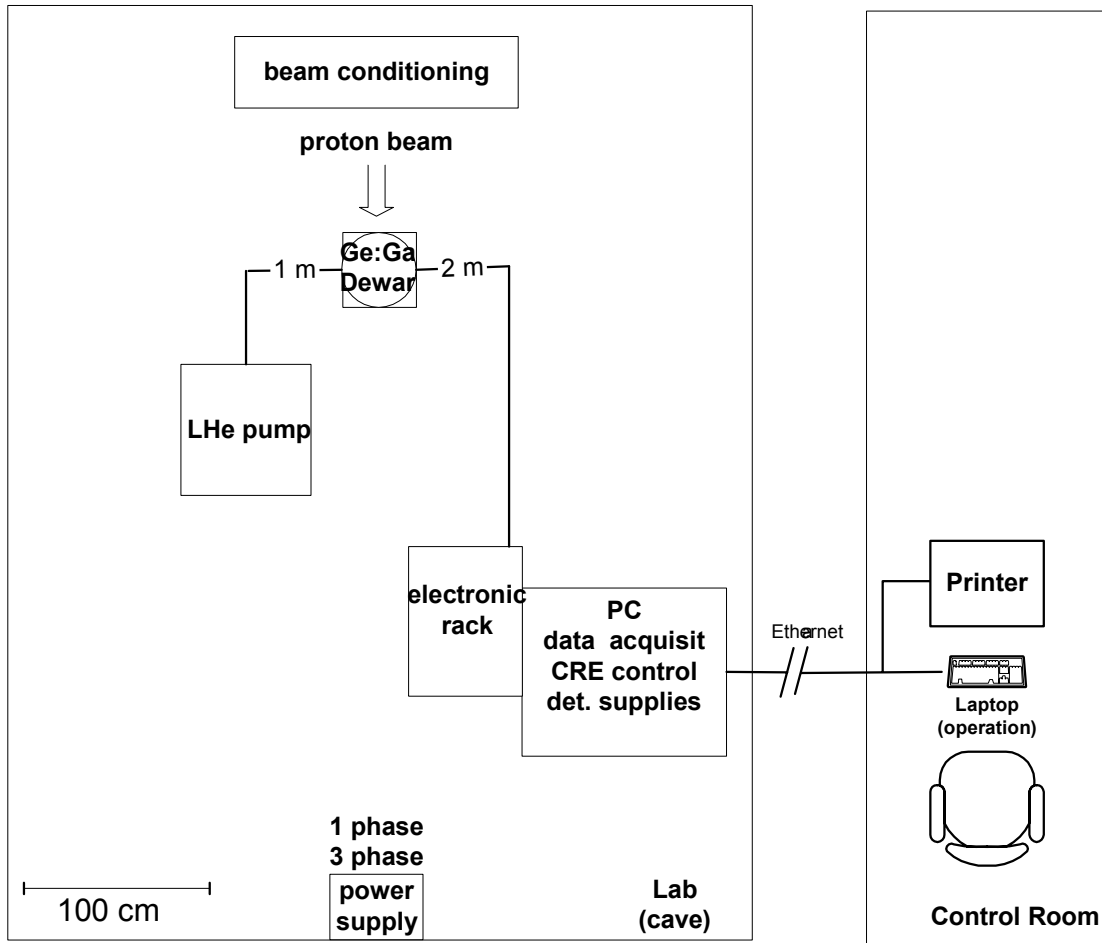 beam conditioning
proton beam
Ge:Ga
Dewar
1 m
2 m
LHe pump
electronic
rack
PC
data acquisit
CRE control
det. supplies
Ethernet
Printer
Laptop
(operation)
1 phase
3 phase
power
supply
100 cm
Lab
(cave)
Control Room